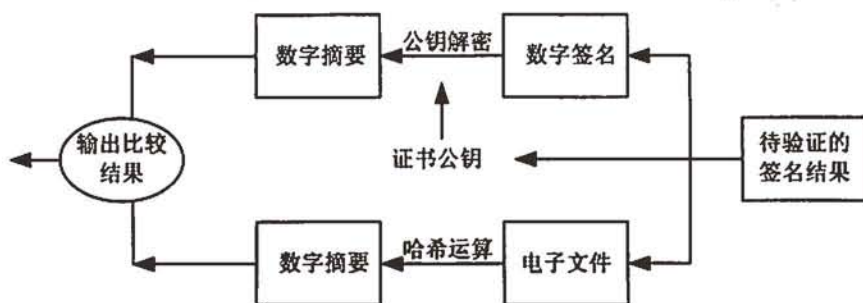 数字摘要
公钥解密
数字签名
输出比较
结果
证书公钥
待验证的
签名结果
数字摘要
哈希运算
电子文件